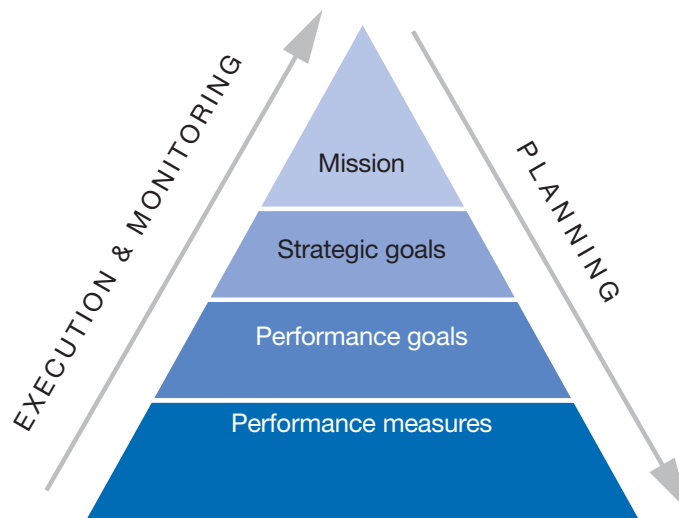 EXECUTION & MONITORING
PLANNING
Mission
Strategic goals
Performance goals
Performance measures